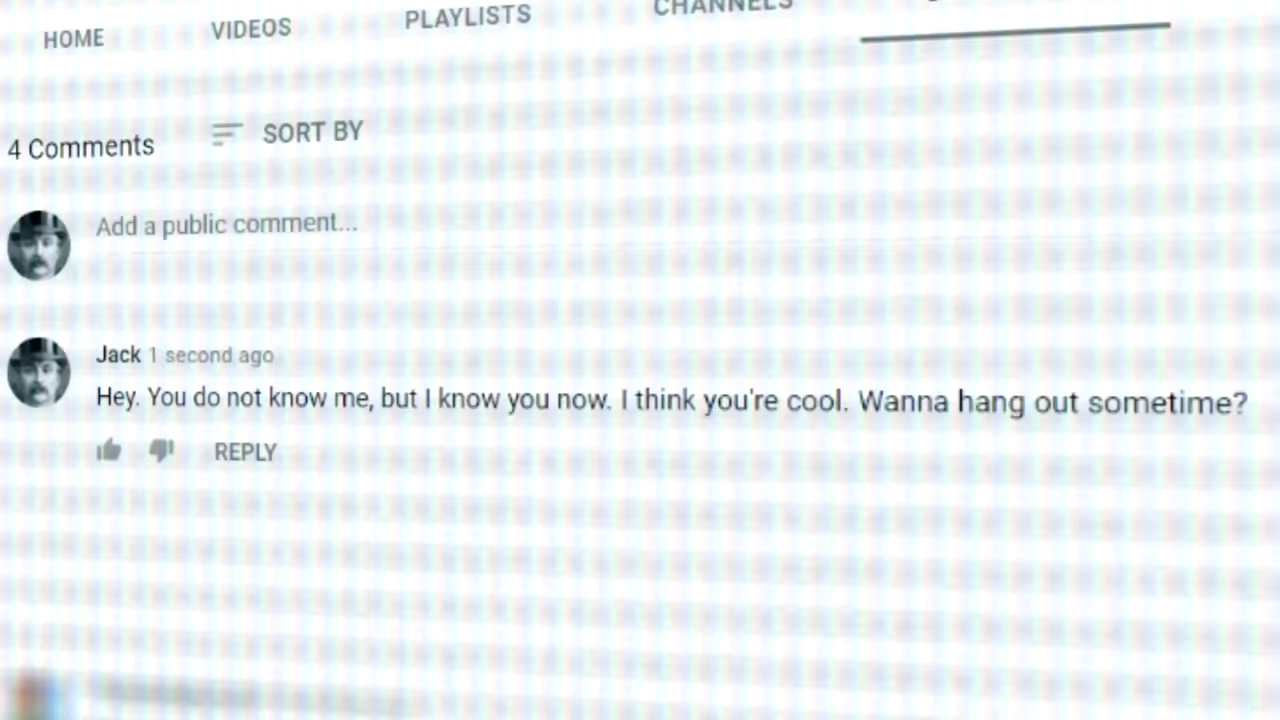 HOME VIDEOS PLAYLISTS CHANNELS
4 Comments SORT BY
Add a public comment...
Jack 1 second ago
Hey. You do not know me, but I know you now. I think you're cool. Wanna hang out sometime?
REPLY